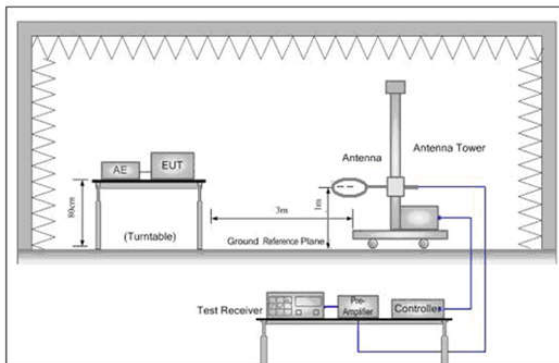 Antenna
Antenna Tower
AE
EUT
80cm
(Turntable)
3m
1m
Ground Reference Plane
Test Receiver
Pre-
Amplifier
Controller